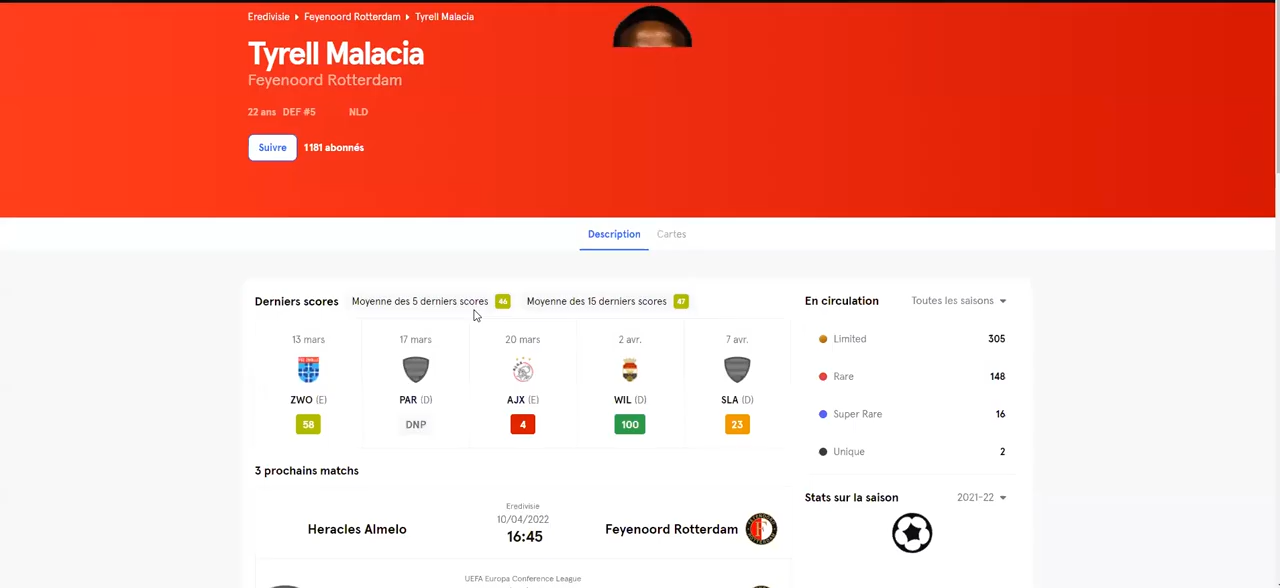 Eredivisie ▸ Feyenoord Rotterdam ▸ Tyrell Malacia
Tyrell Malacia
Feyenoord Rotterdam
22 ans DEF #5 NLD
Suivre 1 181 abonnés
Description Cartes
Derniers scores Moyenne des 5 derniers scores 46 Moyenne des 15 derniers scores 47
13 mars 17 mars 20 mars 2 avr. 7 avr.
ZWO (E) PAR (D) AJX (E) WIL (D) SLA (D)
58 DNP 4 100 23
3 prochains matchs
Eredivisie
10/04/2022
Heracles Almelo 16:45 Feyenoord Rotterdam
UEFA Europa Conference League
En circulation Toutes les saisons
Limited 305
Rare 148
Super Rare 16
Unique 2
Stats sur la saison 2021-22